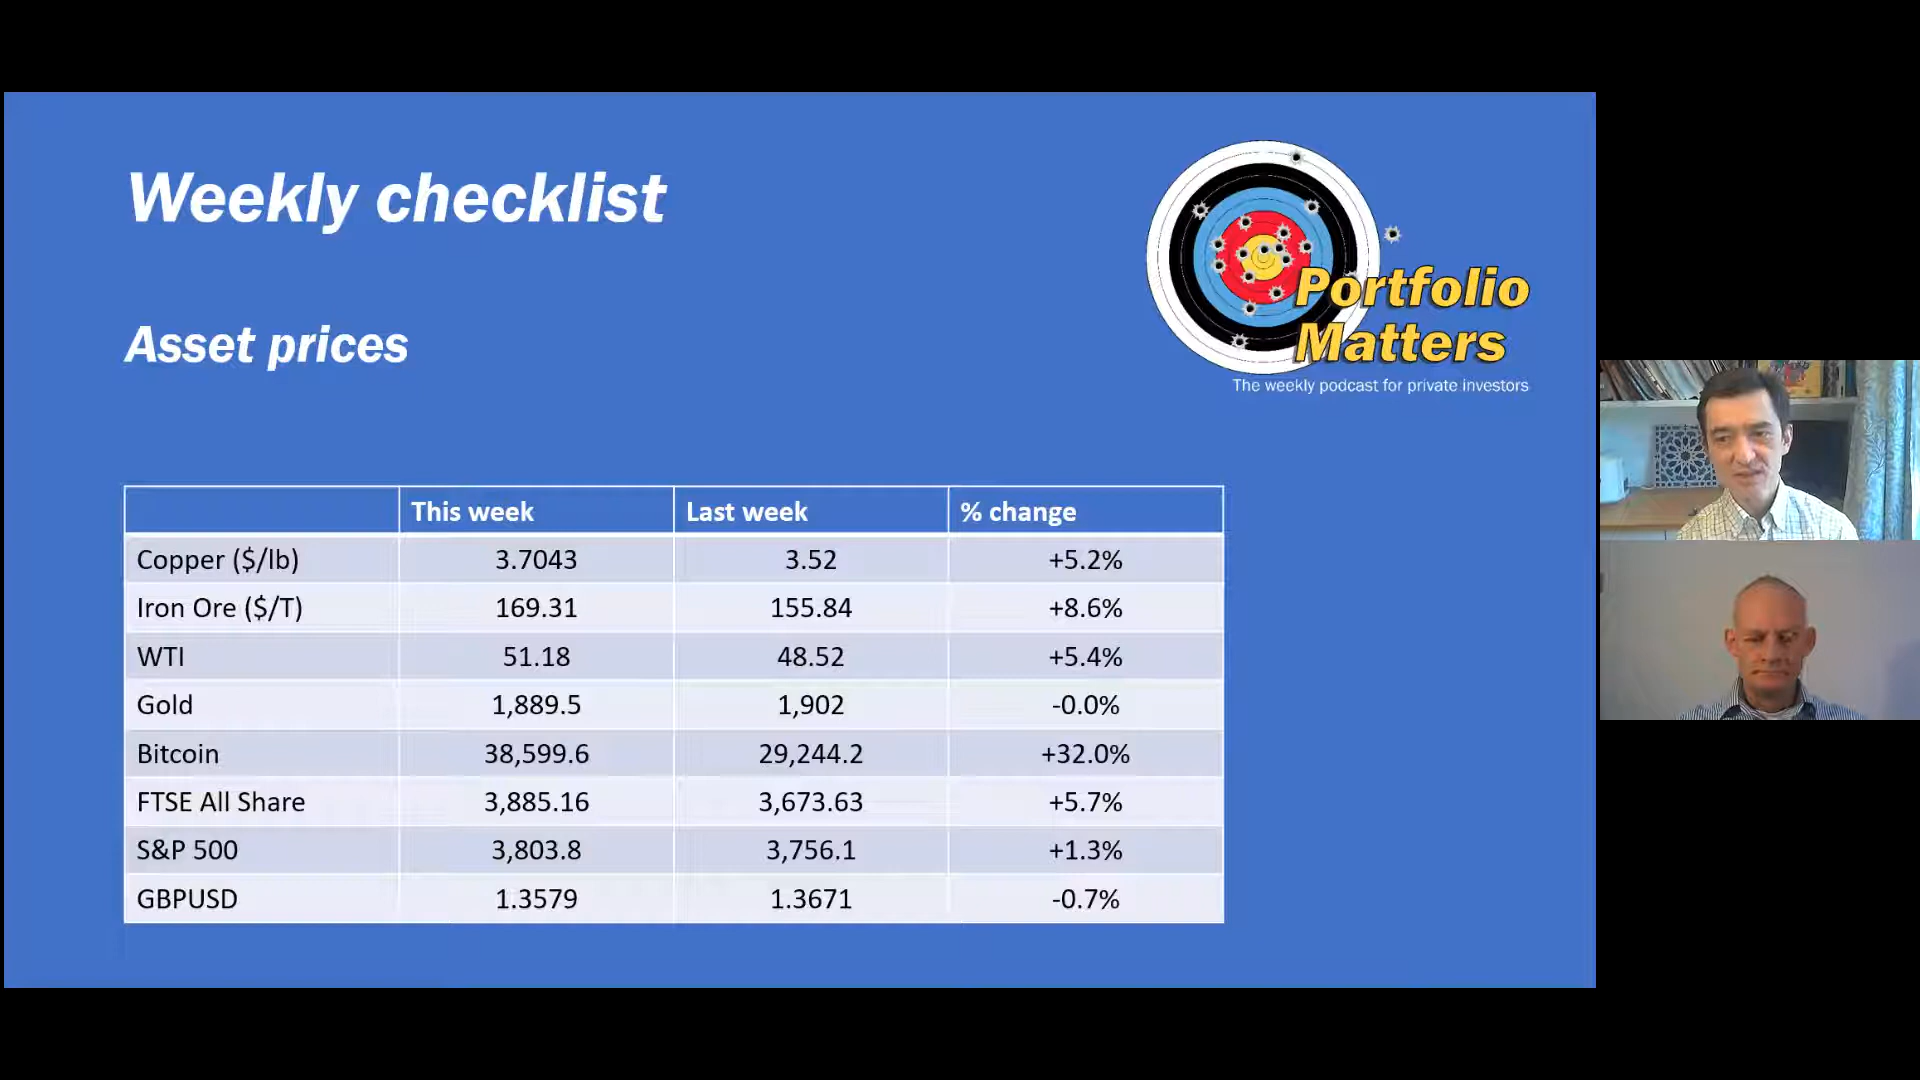 Weekly checklist
Portfolio
Matters
The weekly podcast for private investors
Asset prices
This week Last week % change
Copper ($/lb) 3.7043 3.52 +5.2%
Iron Ore ($/T) 169.31 155.84 +8.6%
WTI 51.18 48.52 +5.4%
Gold 1,889.5 1,902 -0.0%
Bitcoin 38,599.6 29,244.2 +32.0%
FTSE All Share 3,885.16 3,673.63 +5.7%
S&P 500 3,803.8 3,756.1 +1.3%
GBPUSD 1.3579 1.3671 -0.7%